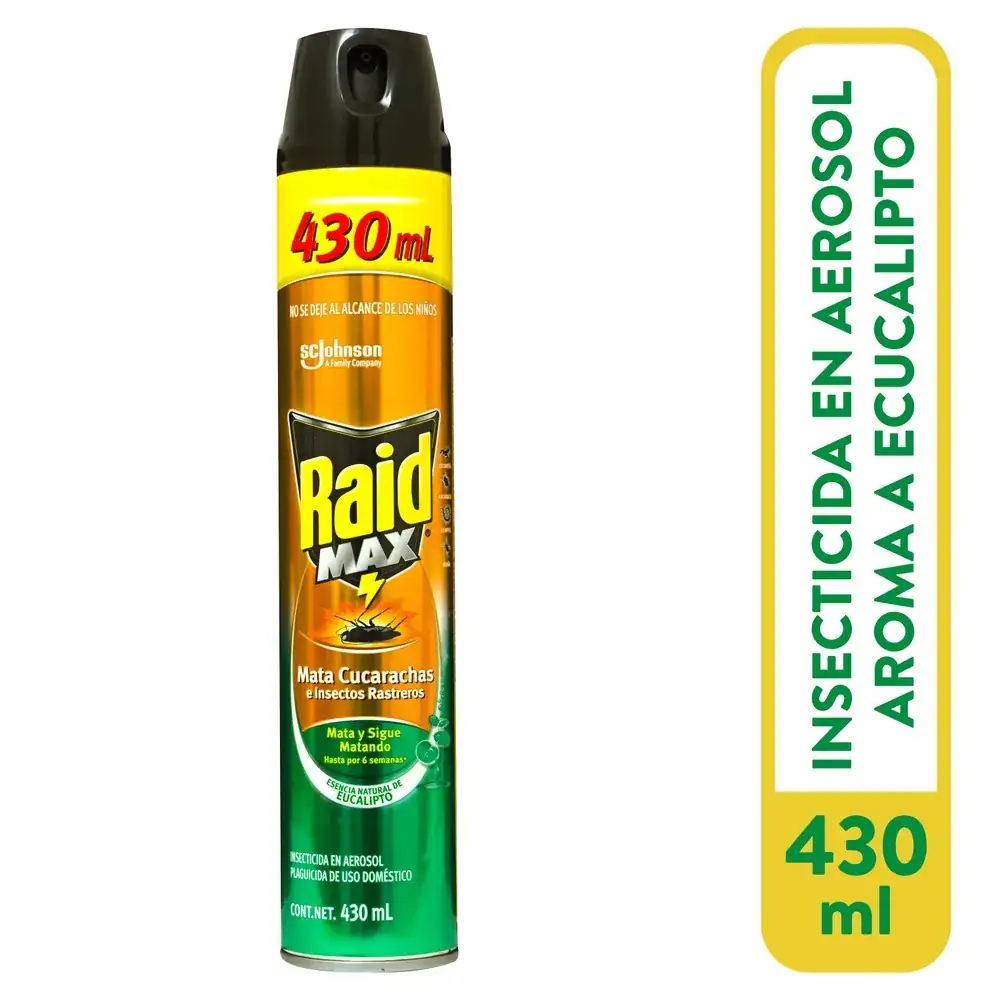 430 mL
NO SE DEJE AL ALCANCE DE LOS NIÑOS
SCJohnson
A Family Company
Raid
MAX
Mata Cucarachas
e Insectos Rastreros
Mata y Sigue
Matando
Hasta por 6 semanas*
ESENCIA NATURAL DE
EUCALIPTO
INSECTICIDA EN AEROSOL
PLAGUICIDA DE USO DOMÉSTICO
CONT.NET. 430 mL
INSECTICIDA EN AEROSOL
AROMA A ECUCALIPTO
430
ml